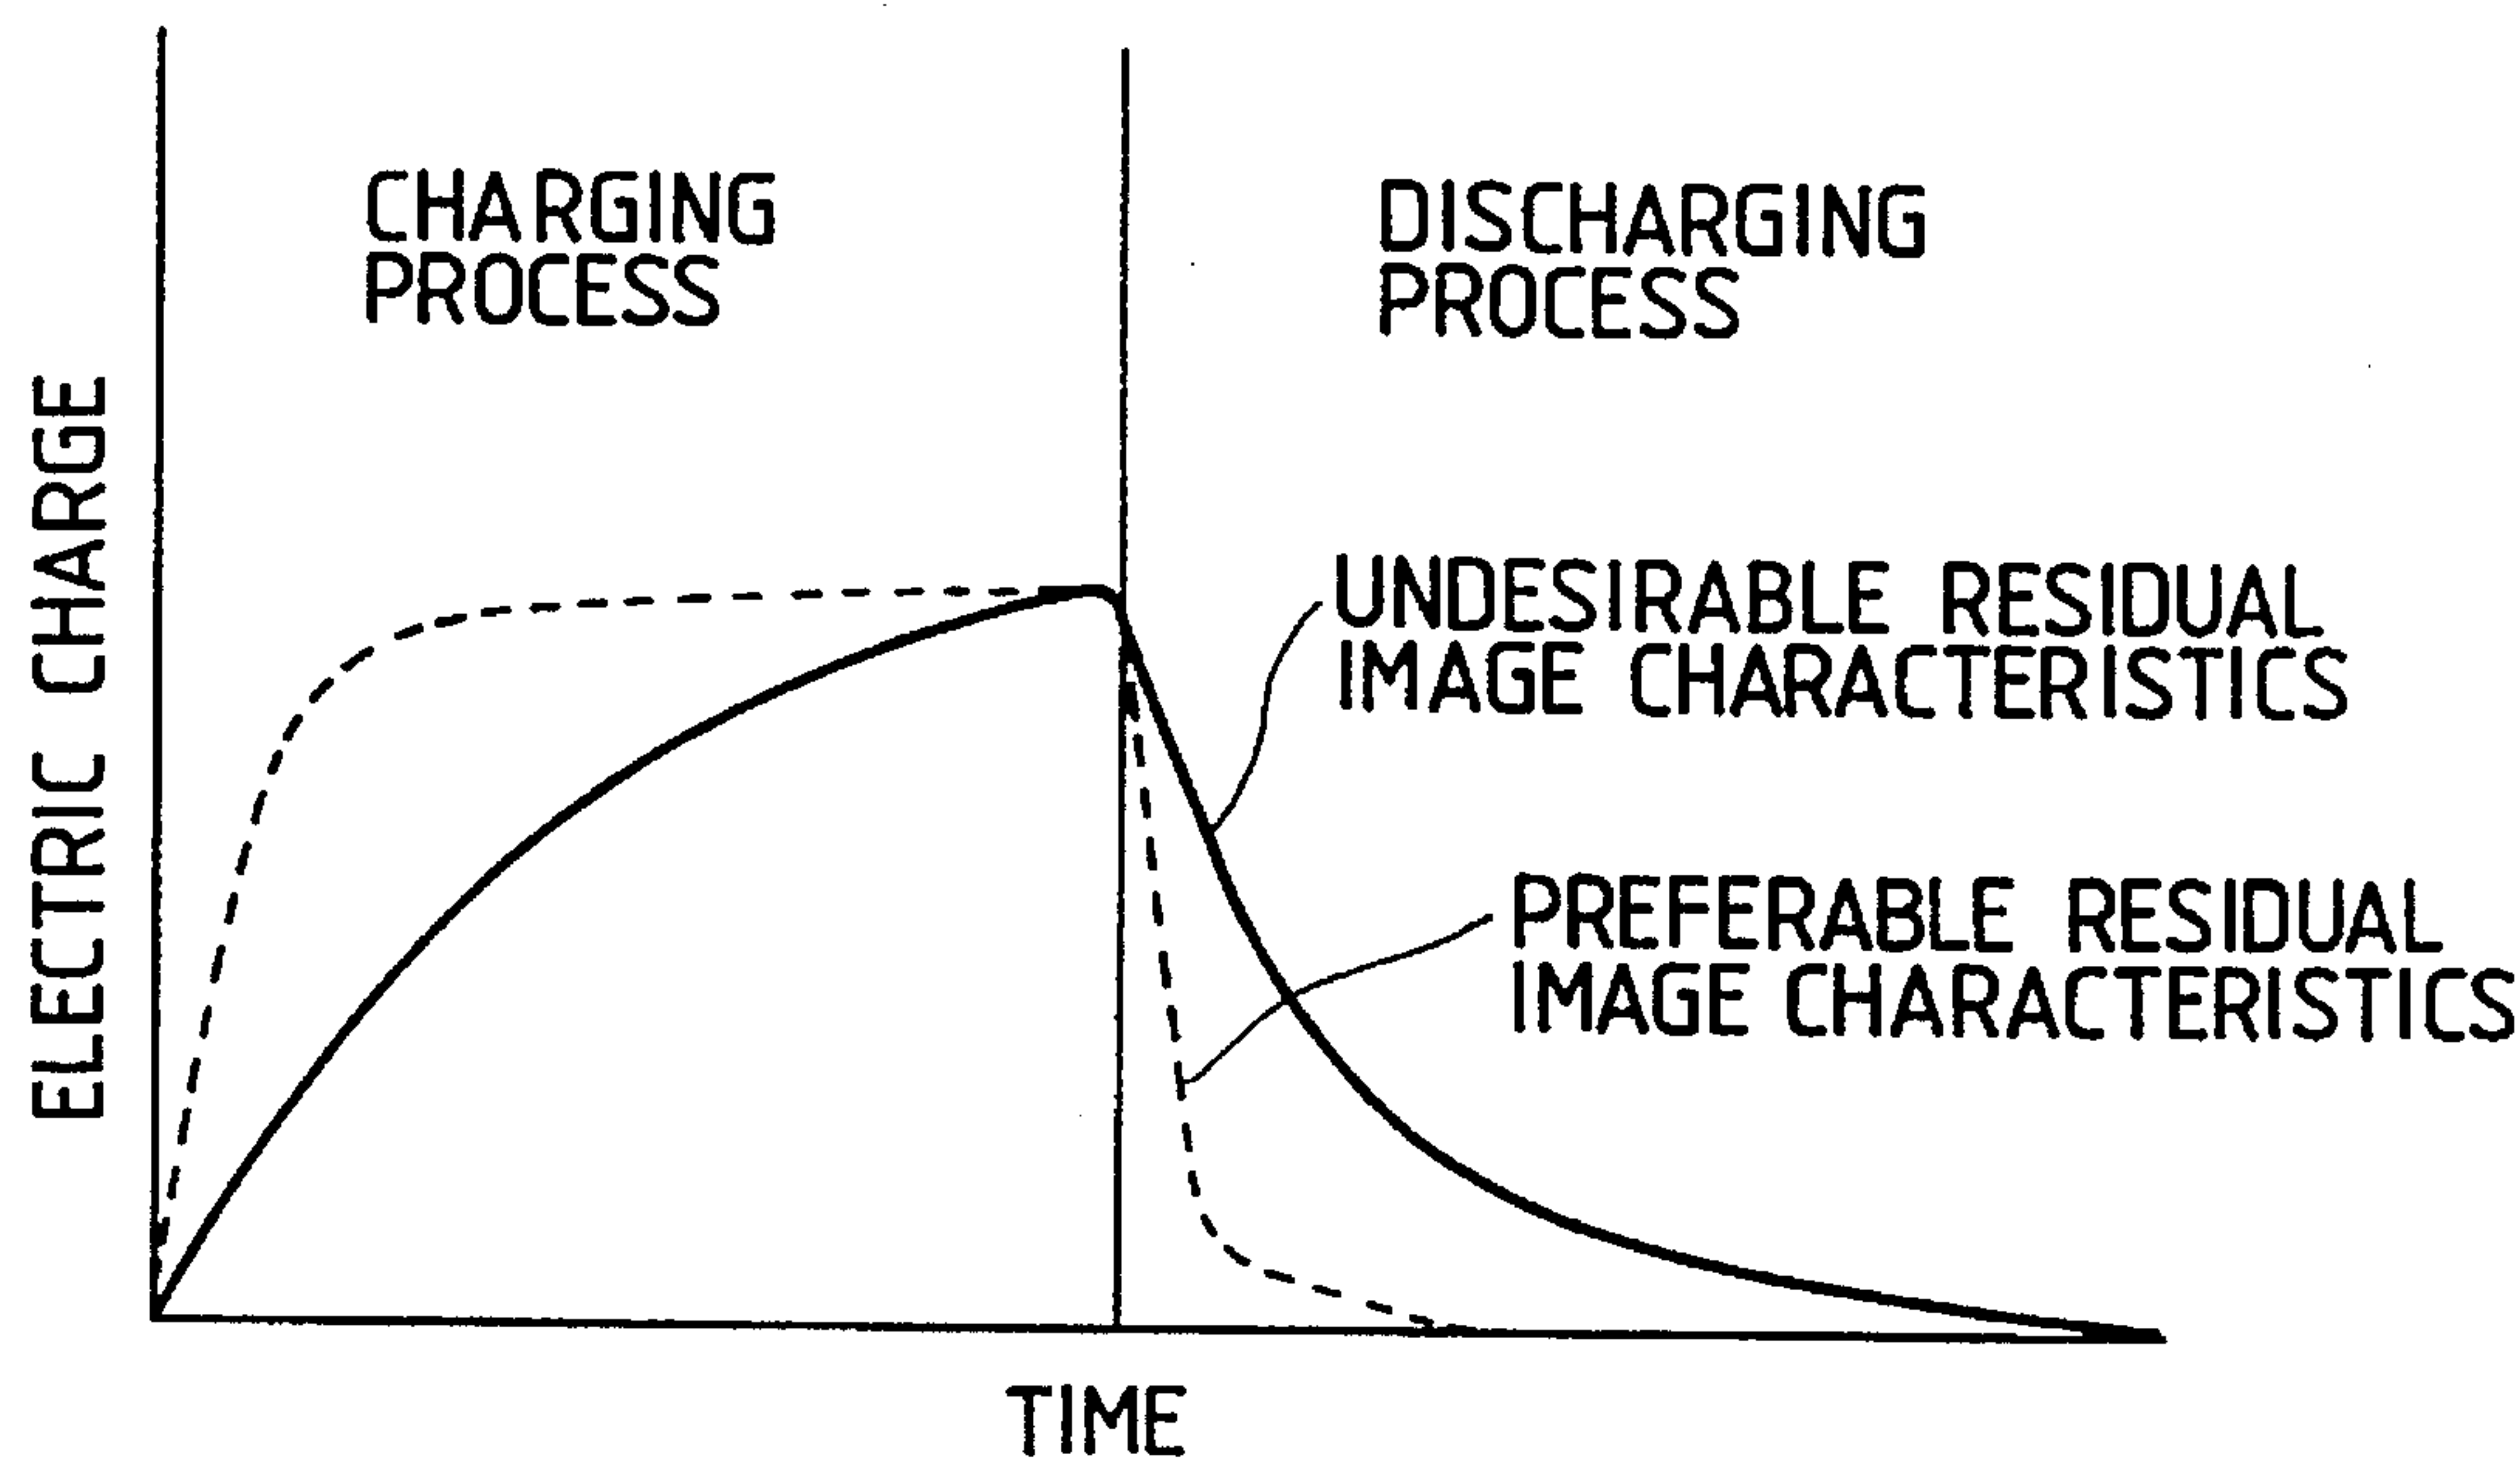 CHARGING
PROCESS
DISCHARGING
PROCESS
ELECTRIC CHARGE
UNDESIRABLE RESIDUAL
IMAGE CHARACTERISTICS
PREFERABLE RESIDUAL
IMAGE CHARACTERISTICS
TIME